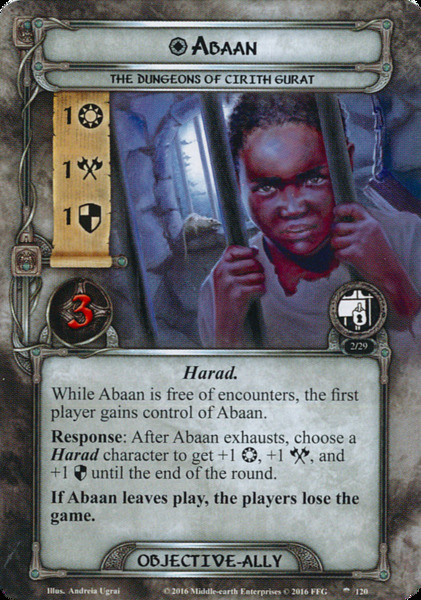 Abaan
The Dungeons of Cirith Gurat
1
1
1
3
2/29
Harad.
While Abaan is free of encounters, the first
player gains control of Abaan.
Response: After Abaan exhausts, choose a
Harad character to get +1 , +1 , and
+1 until the end of the round.
If Abaan leaves play, the players lose the
game.
Objective-Ally
Illus. Andreia Ugrai © 2016 Middle-earth Enterprises © 2016 FFG 120